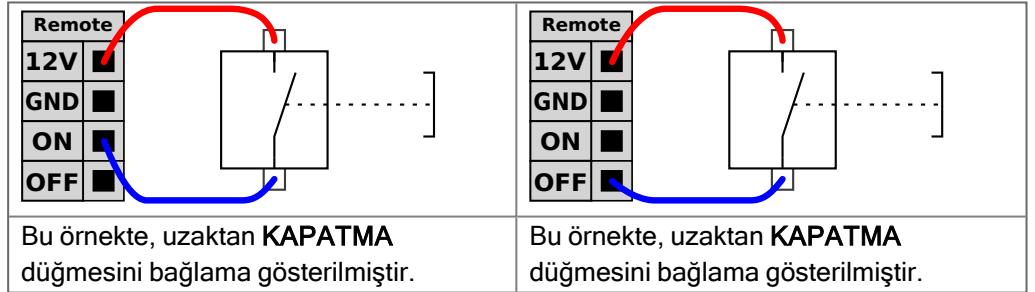 Remote
12V
GND
ON
OFF
Bu örnekte, uzaktan KAPATMA
düğmesini bağlama gösterilmiştir.
Remote
12V
GND
ON
OFF
Bu örnekte, uzaktan KAPATMA
düğmesini bağlama gösterilmiştir.